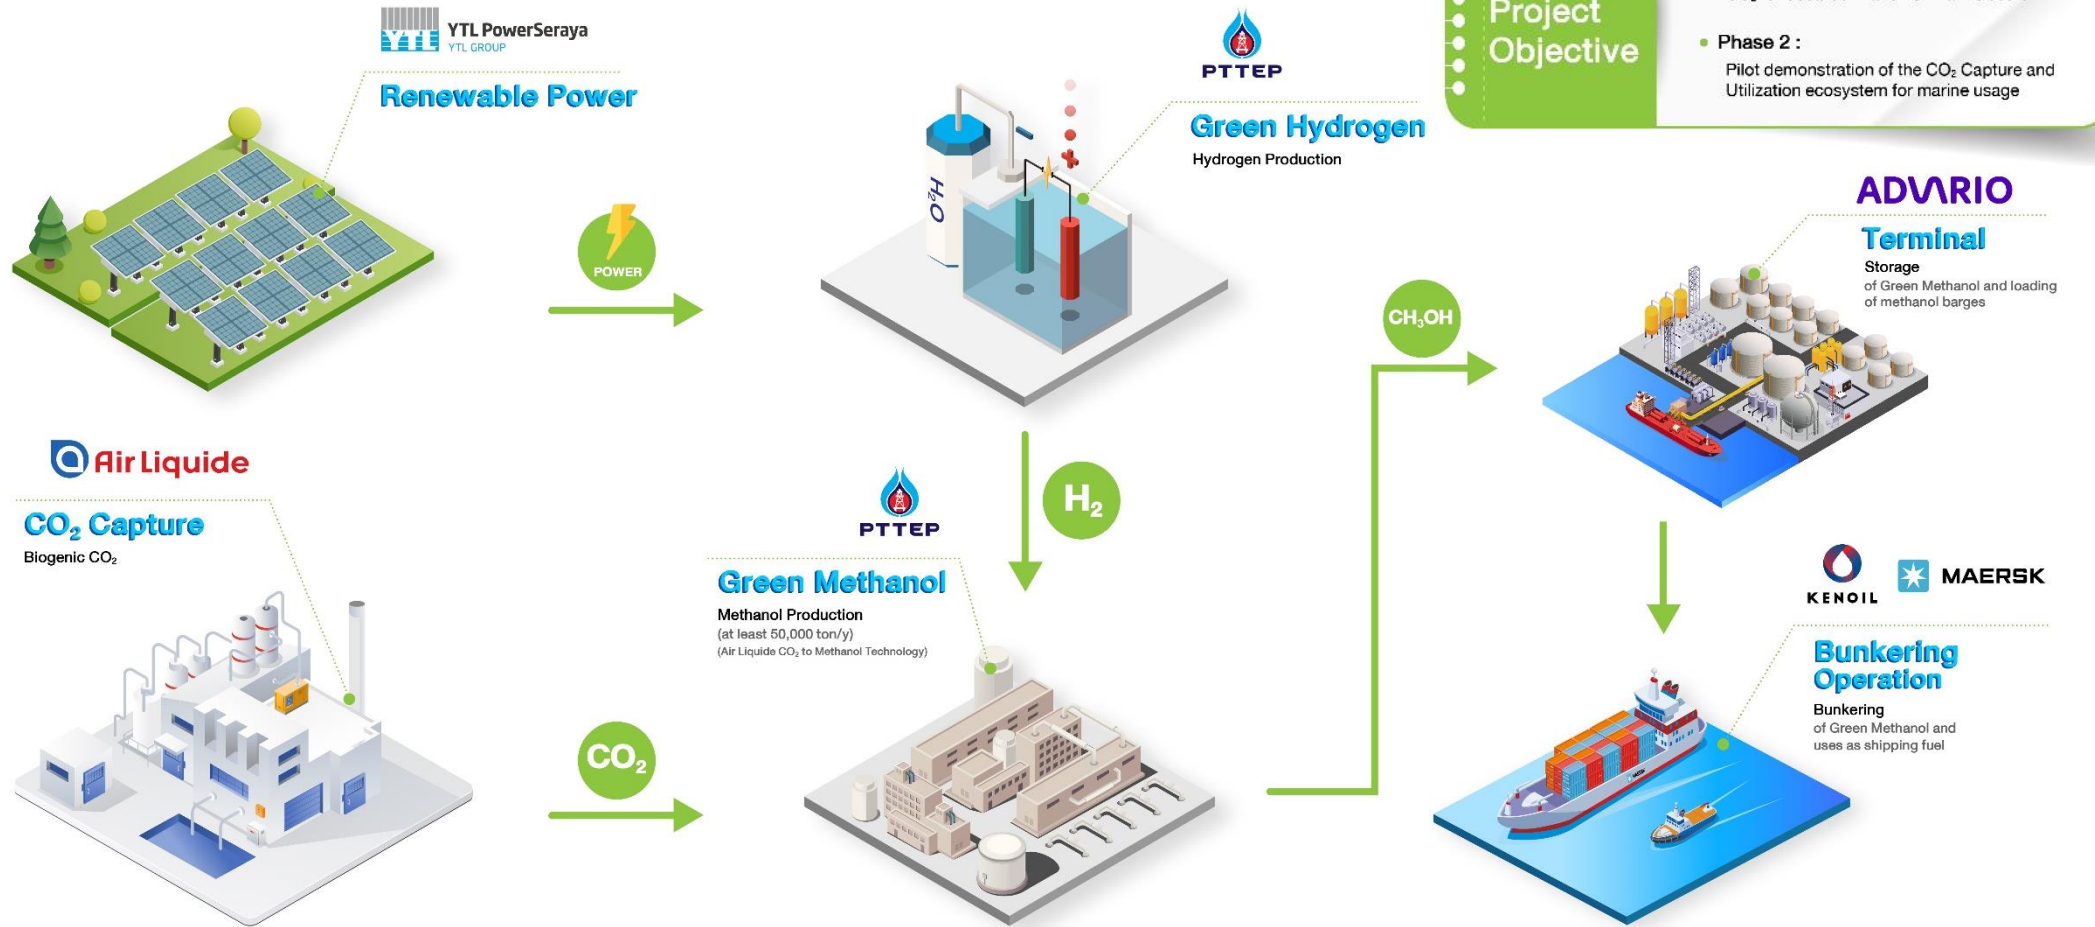 YTL
YTL PowerSeraya
YTL GROUP
Renewable Power
POWER
H₂O
PTTEP
Green Hydrogen
Hydrogen Production
Project
Objective
• Phase 2 :
Pilot demonstration of the CO₂ Capture and
Utilization ecosystem for marine usage
ADVARIO
Terminal
Storage
of Green Methanol and loading
of methanol barges
CH₃OH
Air Liquide
CO₂ Capture
Biogenic CO₂
CO₂
H₂
PTTEP
Green Methanol
Methanol Production
(at least 50,000 ton/y)
(Air Liquide CO₂ to Methanol Technology)
KENOIL
MAERSK
Bunkering
Operation
Bunkering
of Green Methanol and
uses as shipping fuel